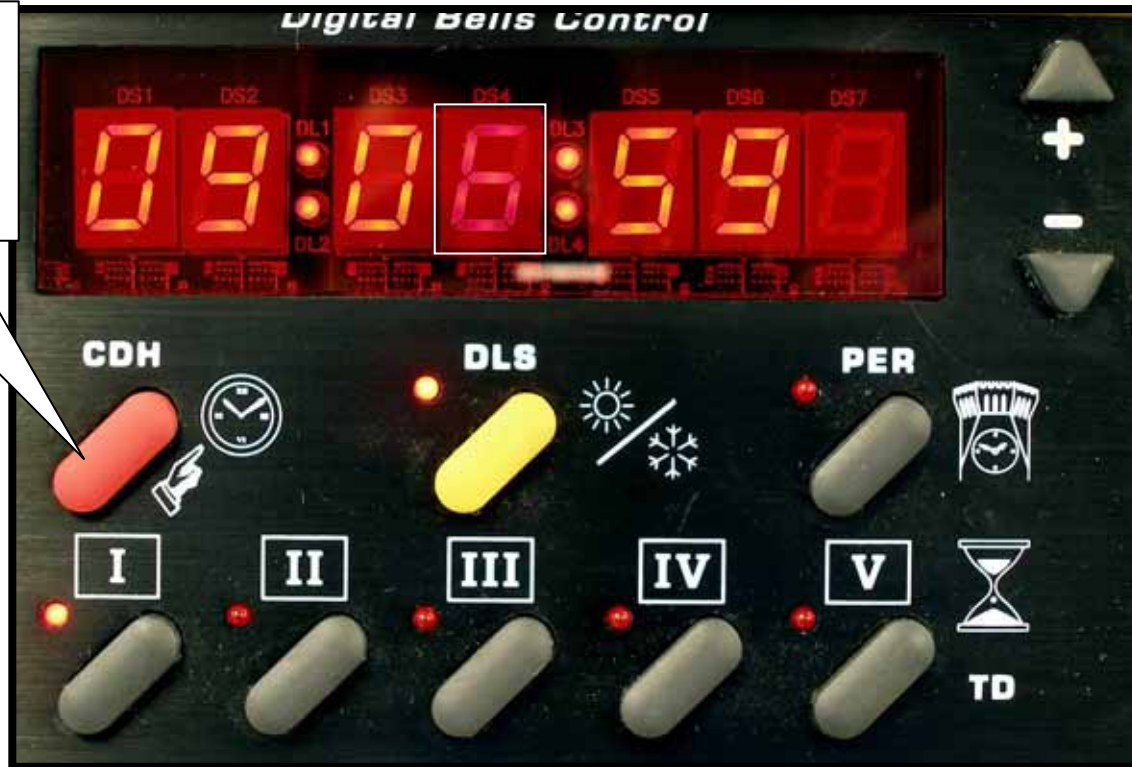 Digital Bells Control
DS1 DS2 DS3 DS4 DS5 DS6 DS7
DL1 DL3
09:06:59
DL2 DL4
+
-
CDH DLS PER
I II III IV V
TD